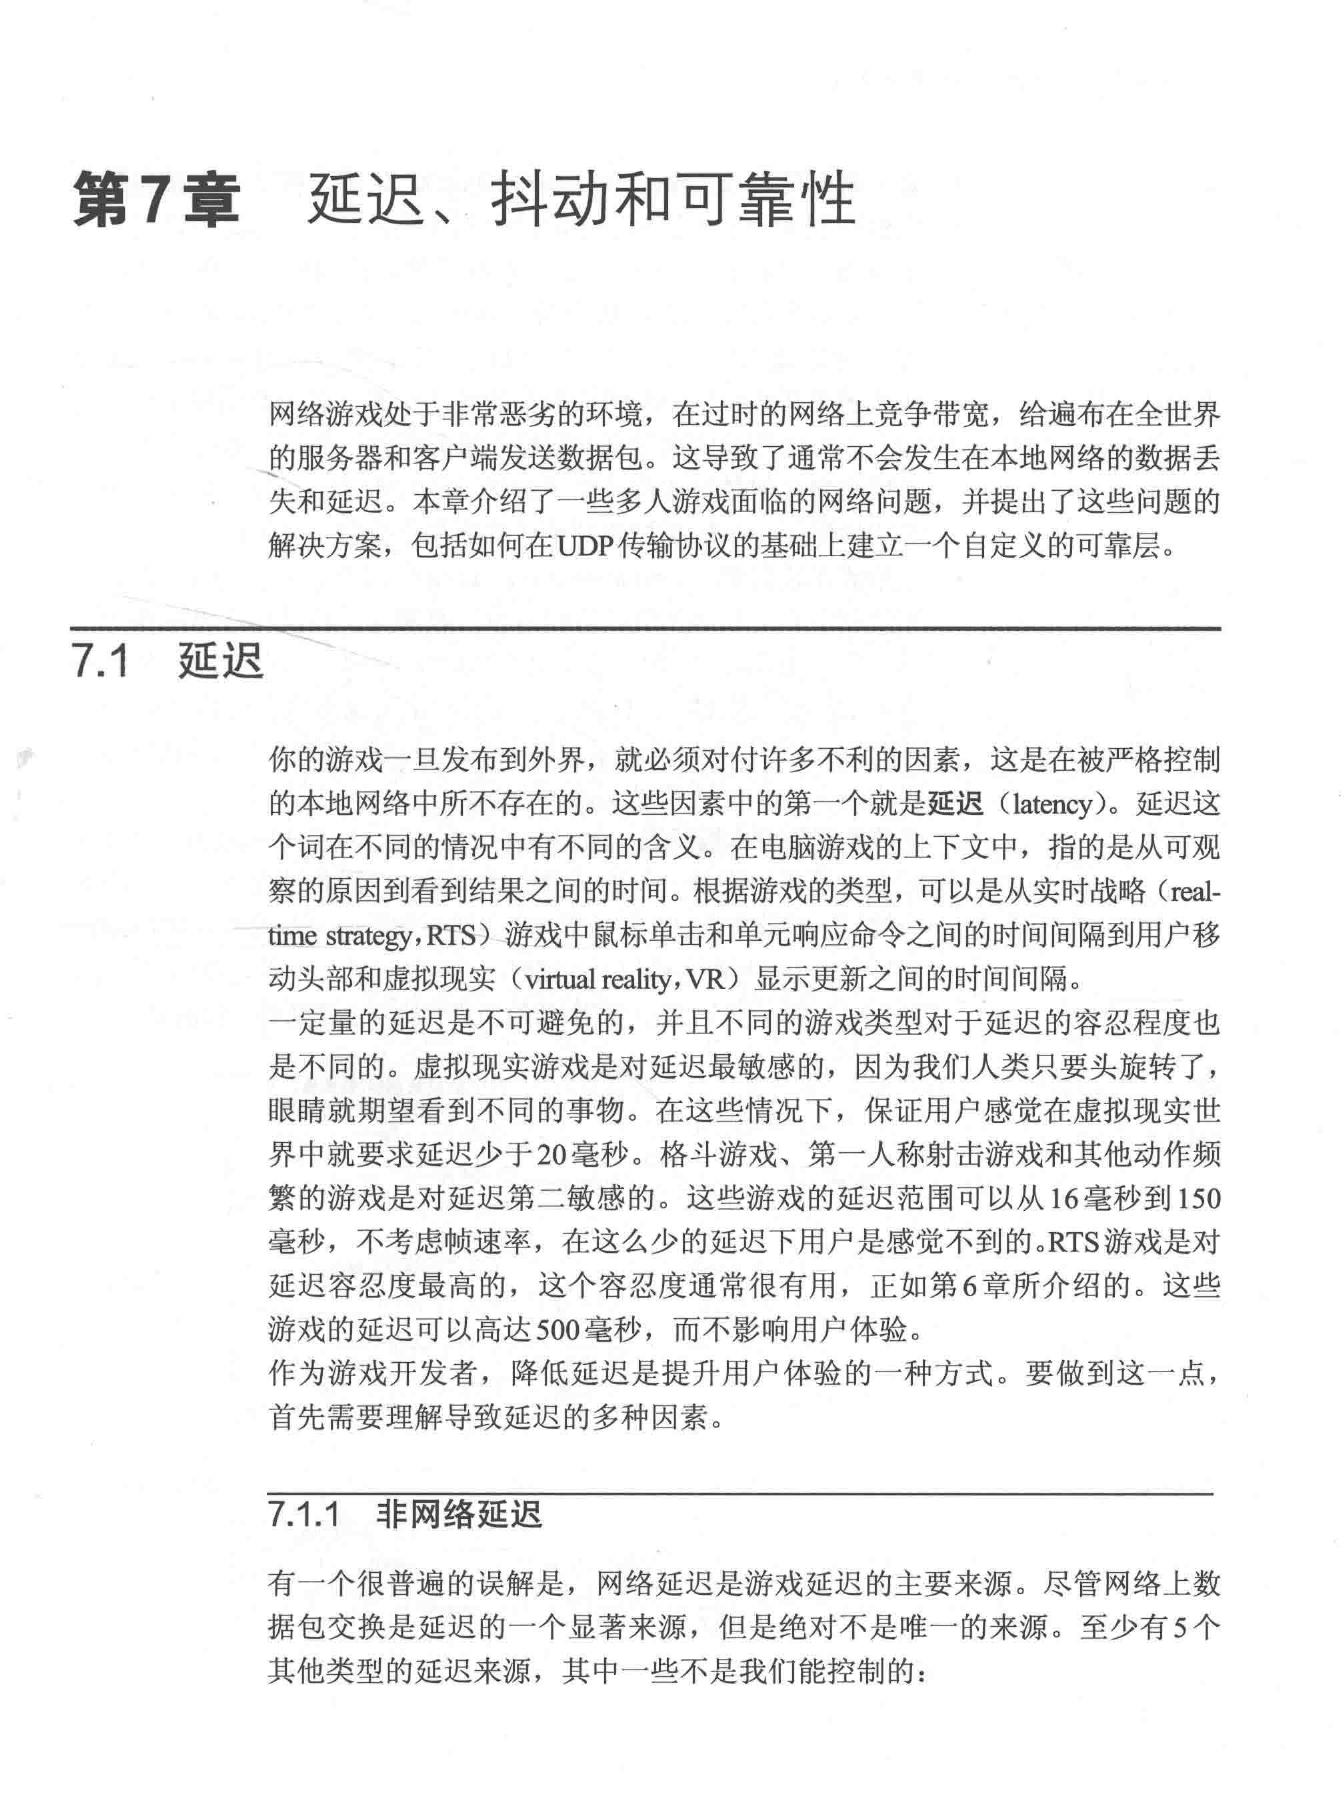 第7章 延迟、抖动和可靠性
网络游戏处于非常恶劣的环境，在过时的网络上竞争带宽，给遍布在全世界
的服务器和客户端发送数据包。这导致了通常不会发生在本地网络的数据丢
失和延迟。本章介绍了一些多人游戏面临的网络问题，并提出了这些问题的
解决方案，包括如何在UDP传输协议的基础上建立一个自定义的可靠层。
7.1 延迟
你的游戏一旦发布到外界，就必须对付许多不利的因素，这是在被严格控制
的本地网络中所不存在的。这些因素中的第一个就是延迟（latency）。延迟这
个词在不同的情况中有不同的含义。在电脑游戏的上下文中，指的是从可观
察的原因到看到结果之间的时间。根据游戏的类型，可以是从实时战略（real-
time strategy，RTS）游戏中鼠标单击和单元响应命令之间的时间间隔到用户移
动头部和虚拟现实（virtual reality，VR）显示更新之间的时间间隔。
一定量的延迟是不可避免的，并且不同的游戏类型对于延迟的容忍程度也
是不同的。虚拟现实游戏是对延迟最敏感的，因为我们人类只要头旋转了，
眼睛就期望看到不同的事物。在这些情况下，保证用户感觉在虚拟现实世
界中就要求延迟少于20毫秒。格斗游戏、第一人称射击游戏和其他动作频
繁的游戏是对延迟第二敏感的。这些游戏的延迟范围可以从16毫秒到150
毫秒，不考虑帧速率，在这么少的延迟下用户是感觉不到的。RTS游戏是对
延迟容忍度最高的，这个容忍度通常很有用，正如第6章所介绍的。这些
游戏的延迟可以高达500毫秒，而不影响用户体验。
作为游戏开发者，降低延迟是提升用户体验的一种方式。要做到这一点，
首先需要理解导致延迟的多种因素。
7.1.1 非网络延迟
有一个很普遍的误解是，网络延迟是游戏延迟的主要来源。尽管网络上数
据包交换是延迟的一个显著来源，但是绝对不是唯一的来源。至少有5个
其他类型的延迟来源，其中一些不是我们能控制的：